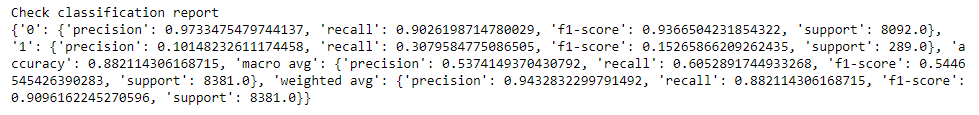 Check classification report
{'0': {'precision': 0.9733475479744137, 'recall': 0.9026198714780029, 'f1-score': 0.9366504231854322, 'support': 8092.0},
'1': {'precision': 0.10148232611174458, 'recall': 0.3079584775086505, 'f1-score': 0.15265866209262435, 'support': 289.0}, 'a
ccuracy': 0.882114306168715, 'macro avg': {'precision': 0.5374149370430792, 'recall': 0.6052891744933268, 'f1-score': 0.5446
545426390283, 'support': 8381.0}, 'weighted avg': {'precision': 0.9432832299791492, 'recall': 0.882114306168715, 'f1-score':
0.9096162245270596, 'support': 8381.0}}